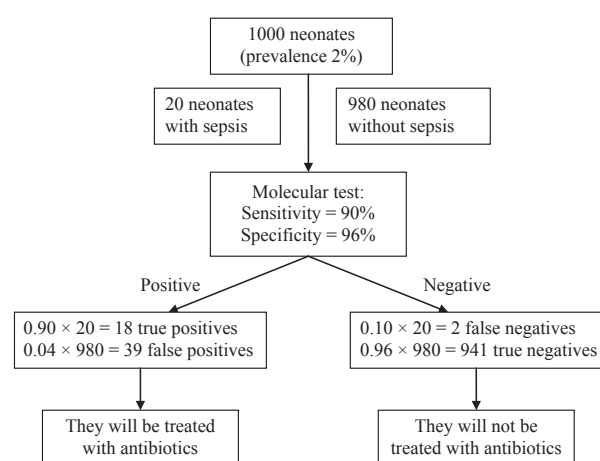 1000 neonates
(prevalence 2%)
20 neonates
with sepsis
980 neonates
without sepsis
Molecular test:
Sensitivity = 90%
Specificity = 96%
Positive
Negative
0.90 × 20 = 18 true positives
0.04 × 980 = 39 false positives
0.10 × 20 = 2 false negatives
0.96 × 980 = 941 true negatives
They will be treated
with antibiotics
They will not be
treated with antibiotics